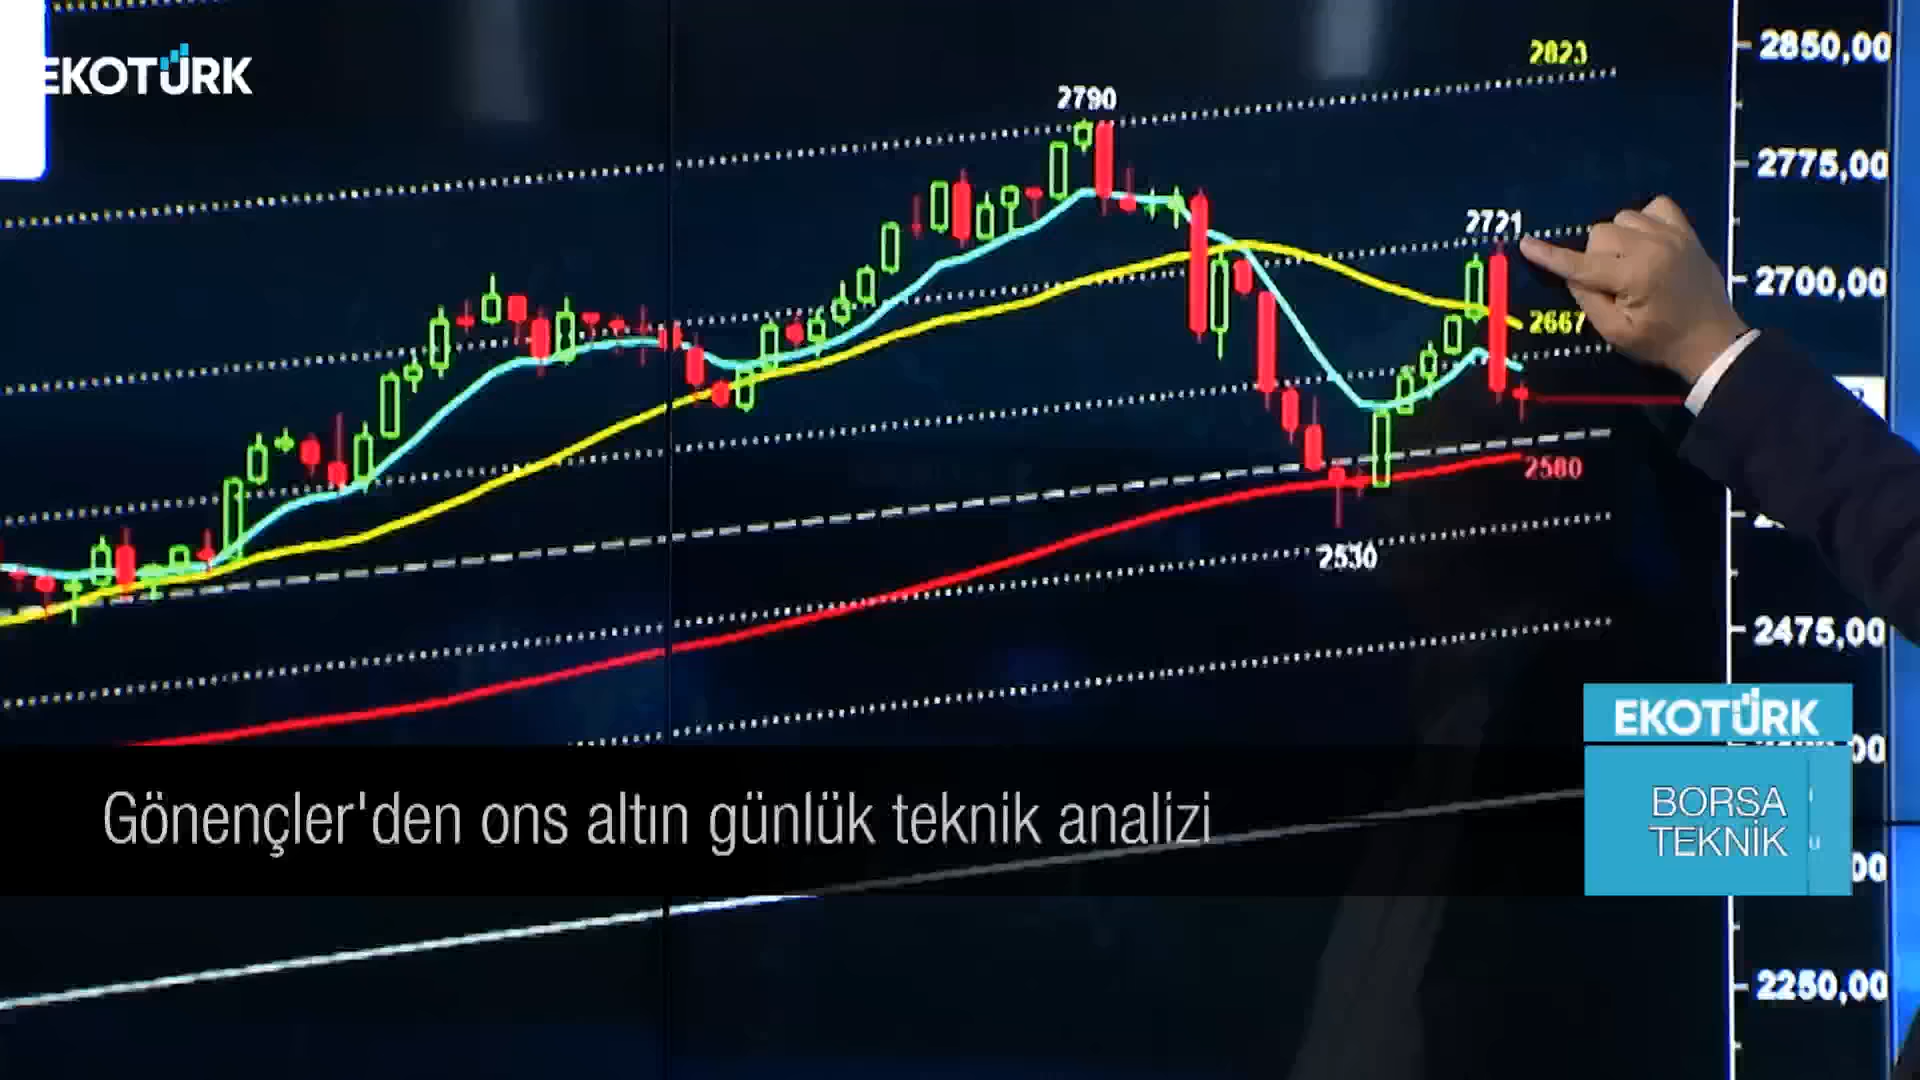 EKOTÜRK
2823
2850,00
2790
2775,00
2721
2700,00
2667
2580
2530
2475,00
EKOTÜRK
Gönençler'den ons altın günlük teknik analizi
BORSA
TEKNİK
2250,00